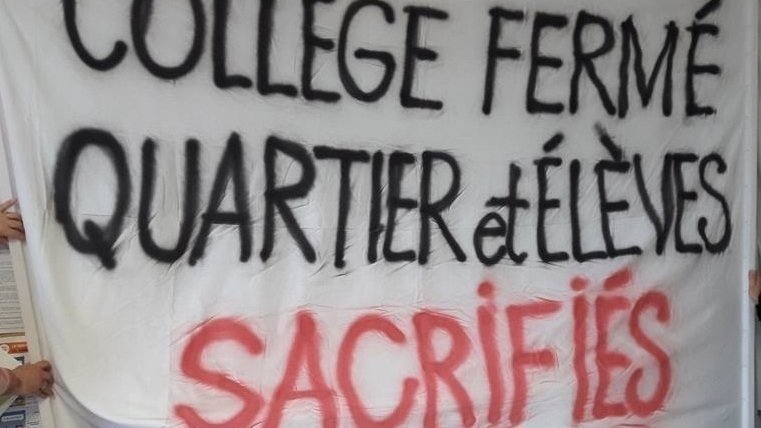 COLLEGE FERMÉ
QUARTIER et ÉLÈVES
SACRiFiÉS